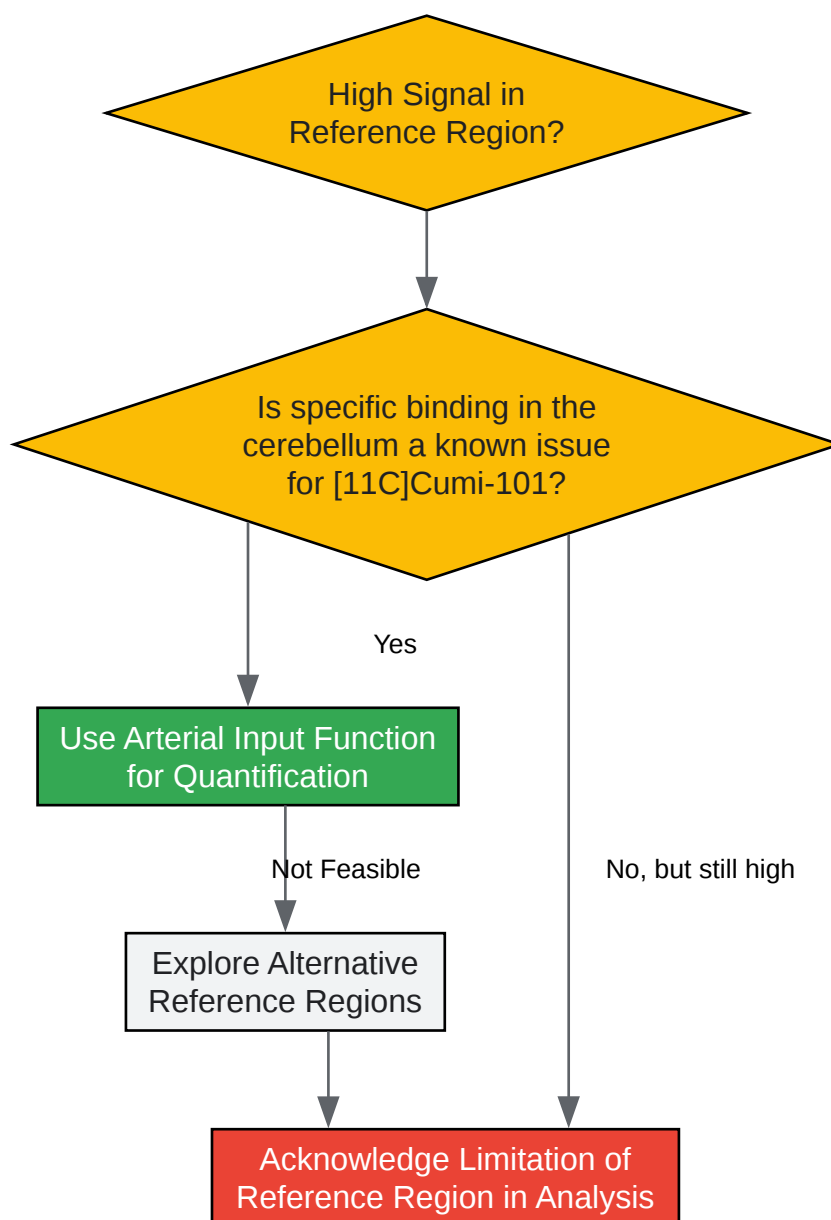 High Signal in
Reference Region?
Is specific binding in the
cerebellum a known issue
for [11C]Cumi-101?
Yes
Use Arterial Input Function
for Quantification
Not Feasible
No, but still high
Explore Alternative
Reference Regions
Acknowledge Limitation of
Reference Region in Analysis